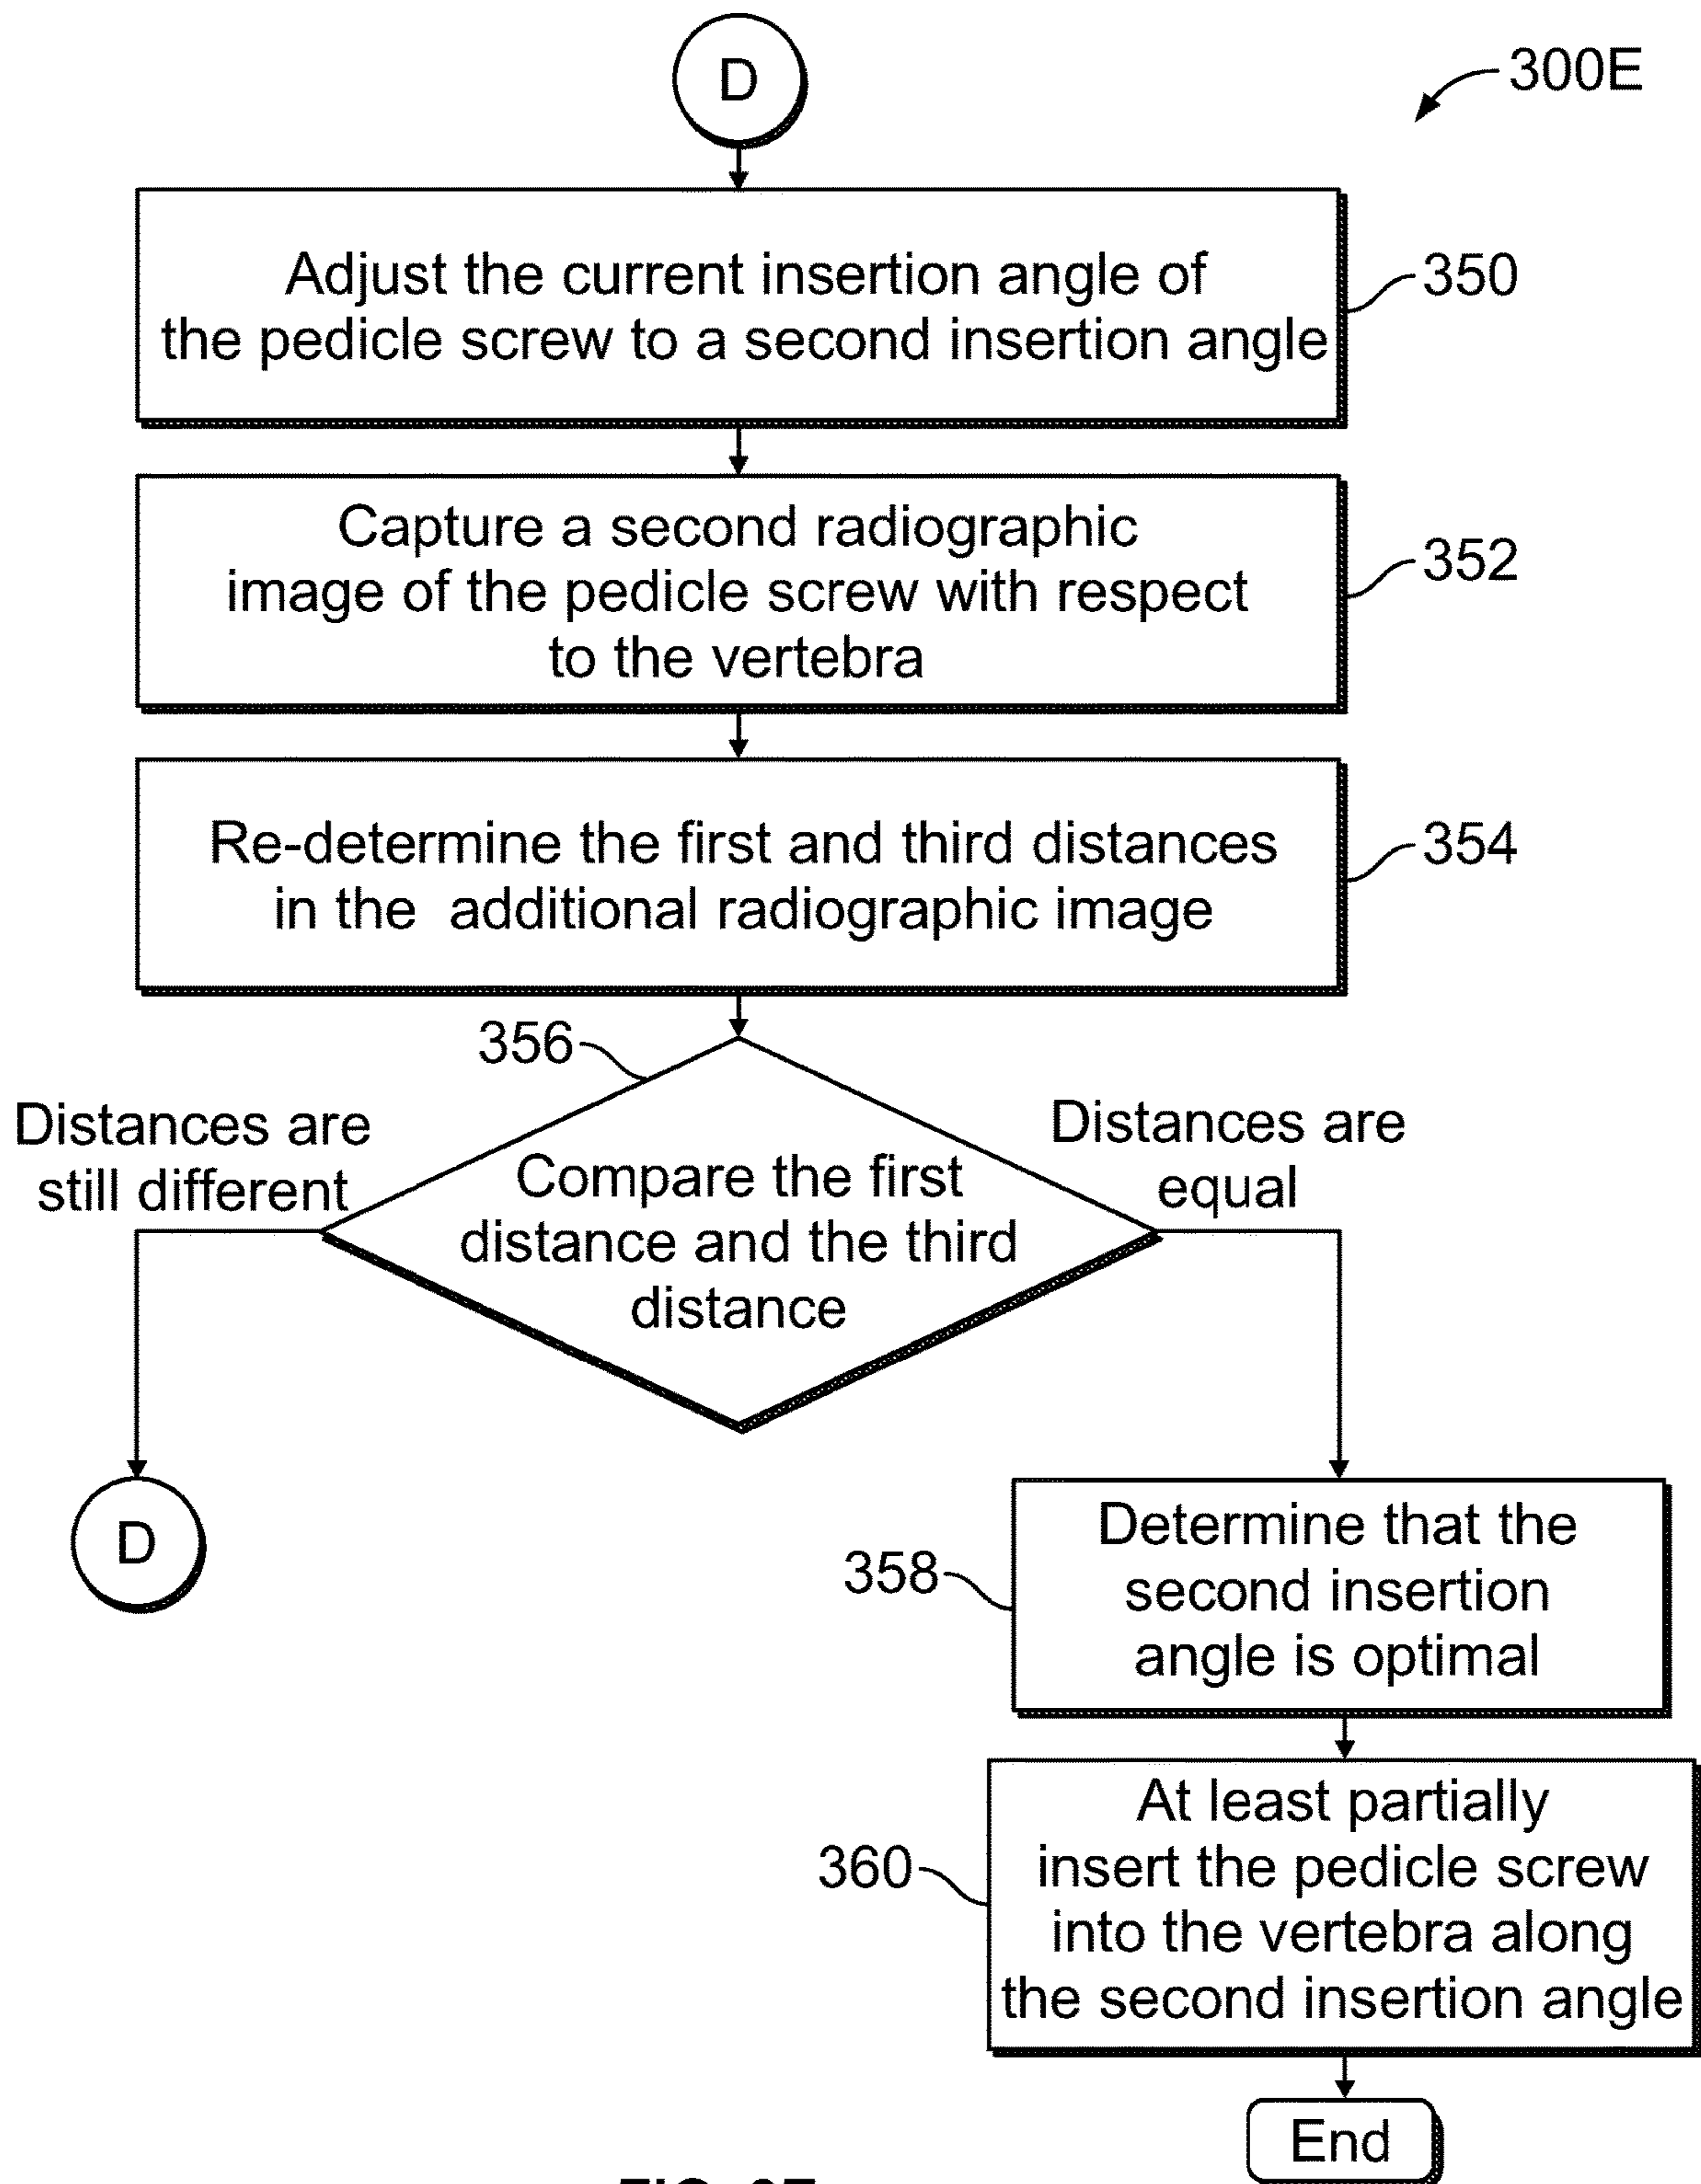 D
300E
Adjust the current insertion angle of
the pedicle screw to a second insertion angle
350
Capture a second radiographic
image of the pedicle screw with respect
to the vertebra
352
Re-determine the first and third distances
in the additional radiographic image
354
356
Distances are
still different
Compare the first
distance and the third
distance
Distances are
equal
D
358
Determine that the
second insertion
angle is optimal
360
At least partially
insert the pedicle screw
into the vertebra along
the second insertion angle
End